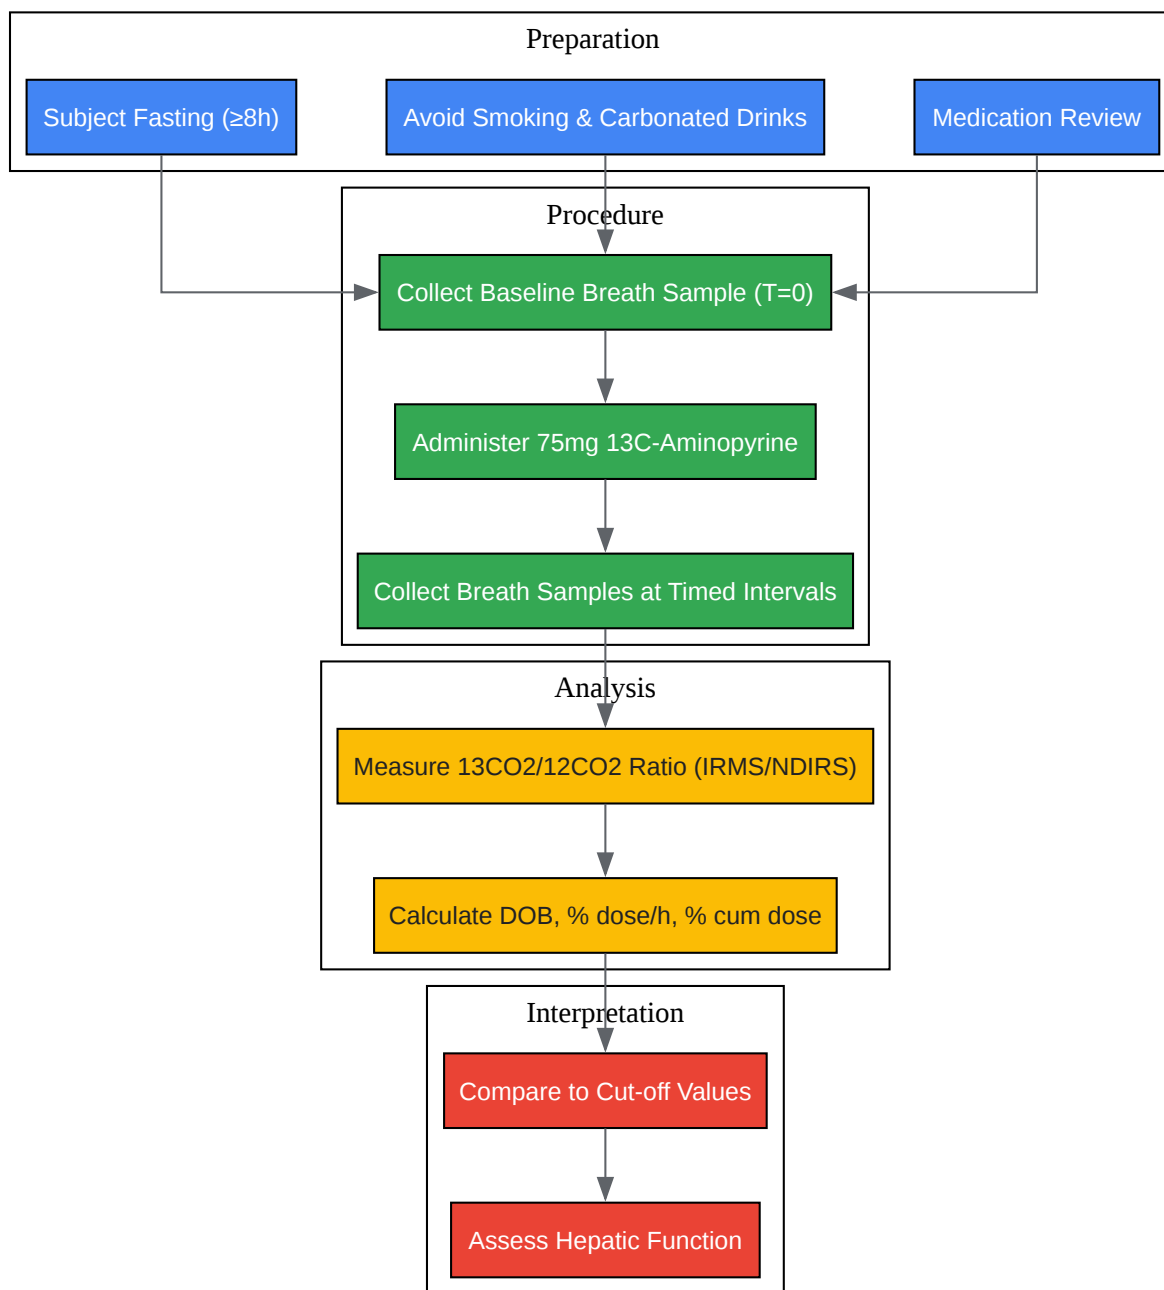 Preparation
Subject Fasting (≥8h)
Avoid Smoking & Carbonated Drinks
Medication Review
Procedure
Collect Baseline Breath Sample (T=0)
Administer 75mg 13C-Aminopyrine
Collect Breath Samples at Timed Intervals
Analysis
Measure 13CO2/12CO2 Ratio (IRMS/NDIRS)
Calculate DOB, % dose/h, % cum dose
Interpretation
Compare to Cut-off Values
Assess Hepatic Function